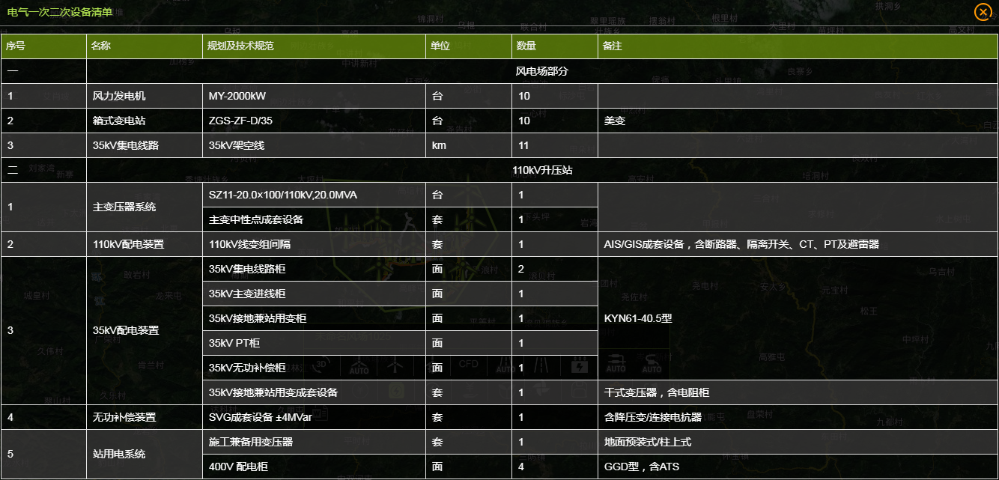 电气一次二次设备清单
序号 名称 规划及技术规范 单位 数量 备注
一 风电场部分
1 风力发电机 MY-2000kW 台 10
2 箱式变电站 ZGS-ZF-D/35 台 10 美变
3 35kV集电线路 35kV架空线 km 11
二 110kV升压站
1 主变压器系统 SZ11-20.0×100/110kV,20.0MVA 台 1
主变中性点成套设备 套 1
2 110kV配电装置 110kV线变组间隔 套 1 AIS/GIS成套设备，含断路器、隔离开关、CT、PT及避雷器
3 35kV配电装置 35kV集电线路柜 面 2 KYN61-40.5型
35kV主变进线柜 面 1
35kV接地兼站用变柜 面 1
35kV PT柜 面 1
35kV无功补偿柜 面 1
35kV接地兼站用变成套设备 套 1 干式变压器，含电阻柜
4 无功补偿装置 SVG成套设备 ±4MVar 套 1 含降压变/连接电抗器
5 站用电系统 施工兼备用变压器 套 1 地面预装式/柱上式
400V 配电柜 面 4 GGD型，含ATS